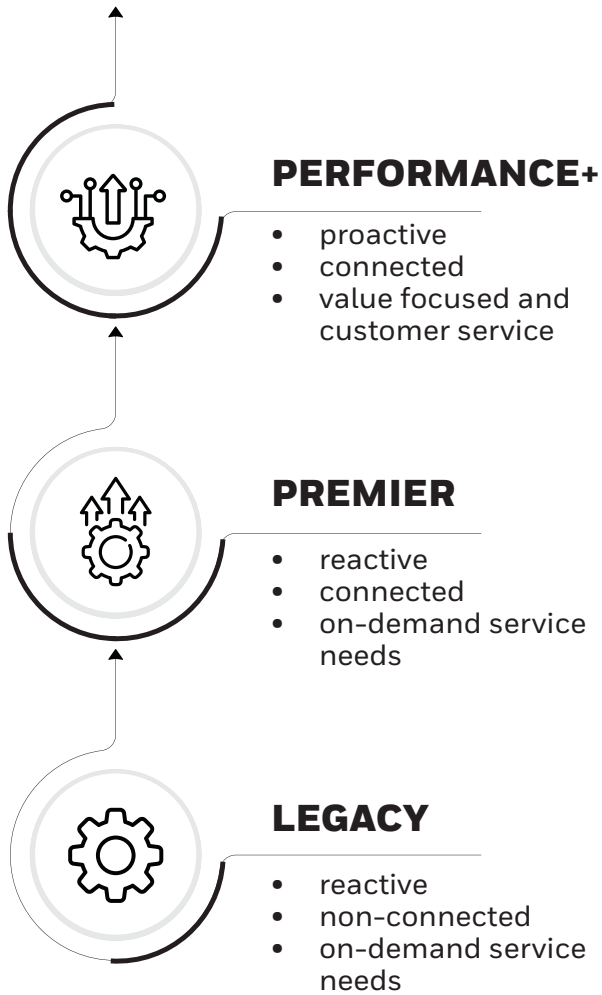 PERFORMANCE+
• proactive
• connected
• value focused and
customer service
PREMIER
• reactive
• connected
• on-demand service
needs
LEGACY
• reactive
• non-connected
• on-demand service
needs